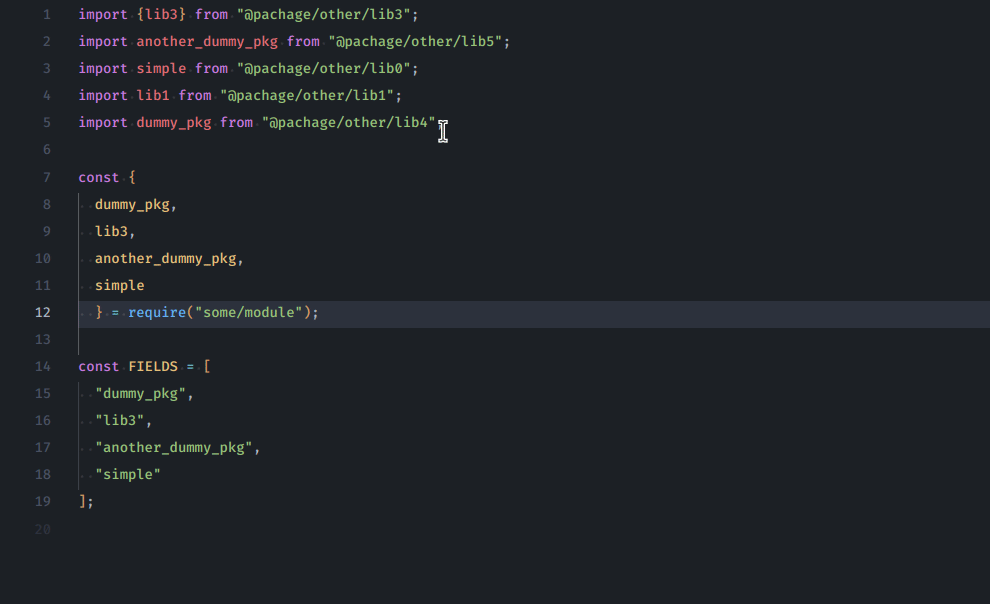 1 import {lib3} from "@pachage/other/lib3";
2 import another_dummy_pkg from "@pachage/other/lib5";
3 import simple from "@pachage/other/lib0";
4 import lib1 from "@pachage/other/lib1";
5 import dummy_pkg from "@pachage/other/lib4";
6
7 const {
8 dummy_pkg,
9 lib3,
10 another_dummy_pkg,
11 simple
12 } = require("some/module");
13
14 const FIELDS = [
15 "dummy_pkg",
16 "lib3",
17 "another_dummy_pkg",
18 "simple"
19 ];
20